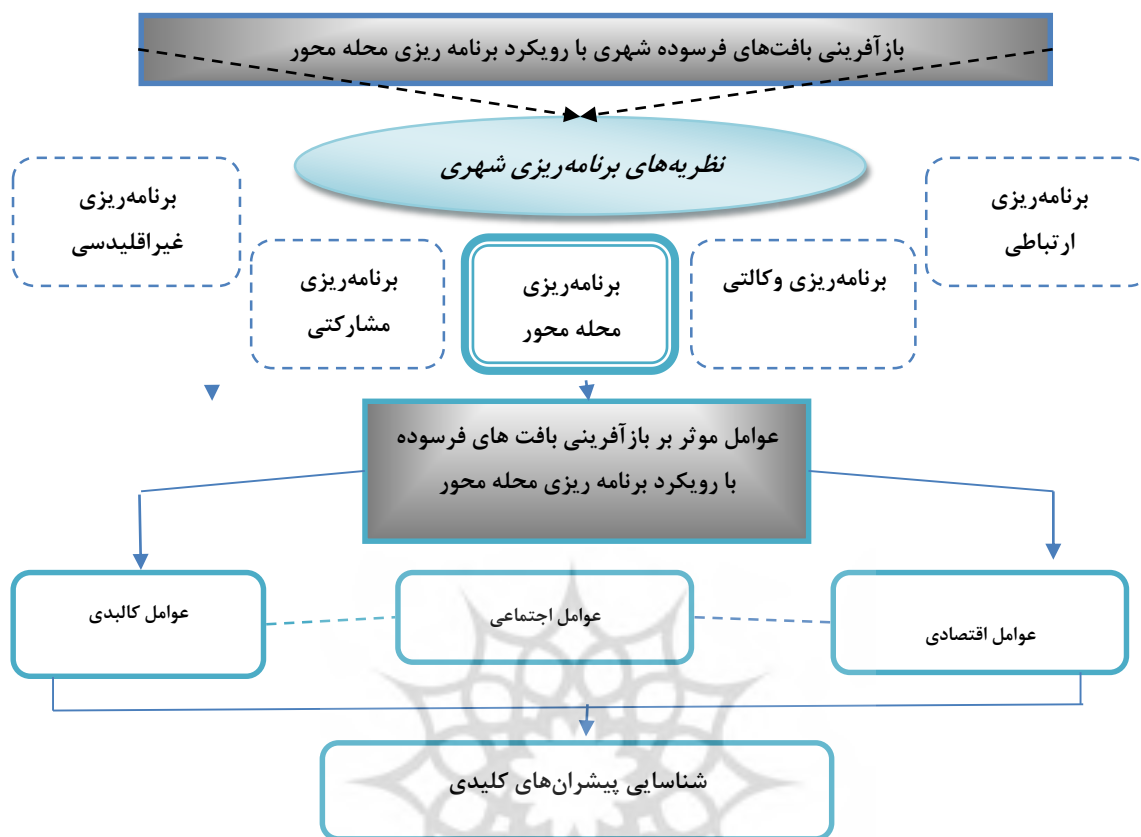 بازآفرینی بافت‌های فرسوده شهری با رویکرد برنامه ریزی محله محور
نظریه‌های برنامه‌ریزی شهری
برنامه‌ریزی
ارتباطی
برنامه‌ریزی وکالتی
برنامه‌ریزی
محله محور
برنامه‌ریزی
مشارکتی
برنامه‌ریزی
غیراقلیدسی
عوامل موثر بر بازآفرینی بافت های فرسوده
با رویکرد برنامه ریزی محله محور
عوامل اقتصادی
عوامل اجتماعی
عوامل کالبدی
شناسایی پیشران‌های کلیدی